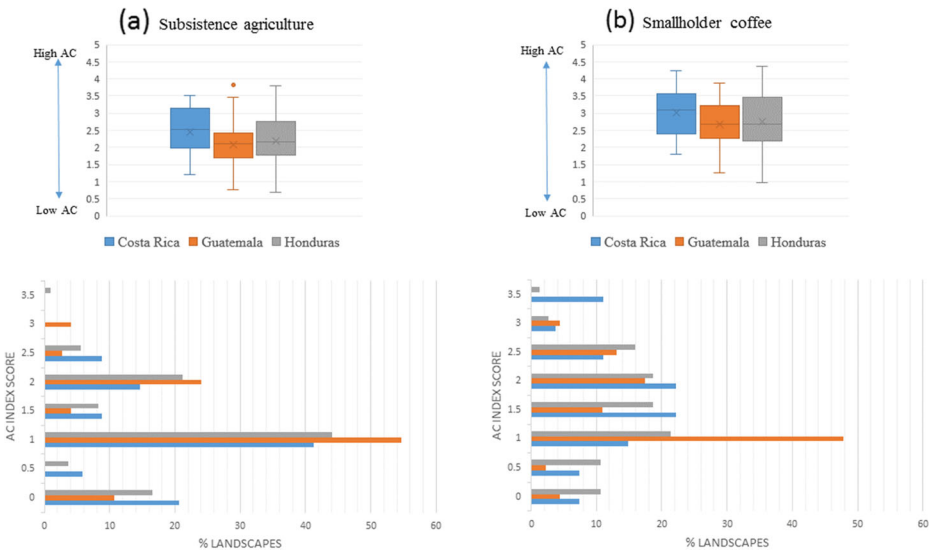 (a) Subsistence agriculture
High AC
5
4.5
4
3.5
3
2.5
2
1.5
1
0.5
0
Low AC
Costa Rica Guatemala Honduras
(b) Smallholder coffee
High AC
5
4.5
4
3.5
3
2.5
2
1.5
1
0.5
0
Low AC
Costa Rica Guatemala Honduras
AC INDEX SCORE
3.5
3
2.5
2
1.5
1
0.5
0
0 10 20 30 40 50 60
% LANDSCAPES
AC INDEX SCORE
3.5
3
2.5
2
1.5
1
0.5
0
0 10 20 30 40 50 60
% LANDSCAPES